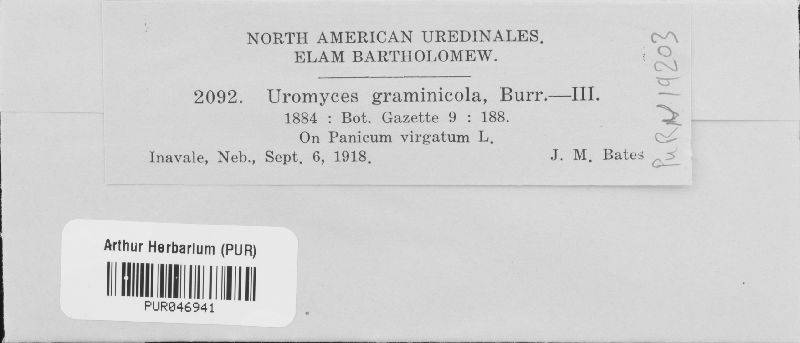 NORTH AMERICAN UREDINALES.
ELAM BARTHOLOMEW.
2092. Uromyces graminicola, Burr.—III.
1884 : Bot. Gazette 9 : 188.
On Panicum virgatum L.
Inavale, Neb., Sept. 6, 1918. J. M. Bates
PUR N 19203
Arthur Herbarium (PUR)
PUR046941